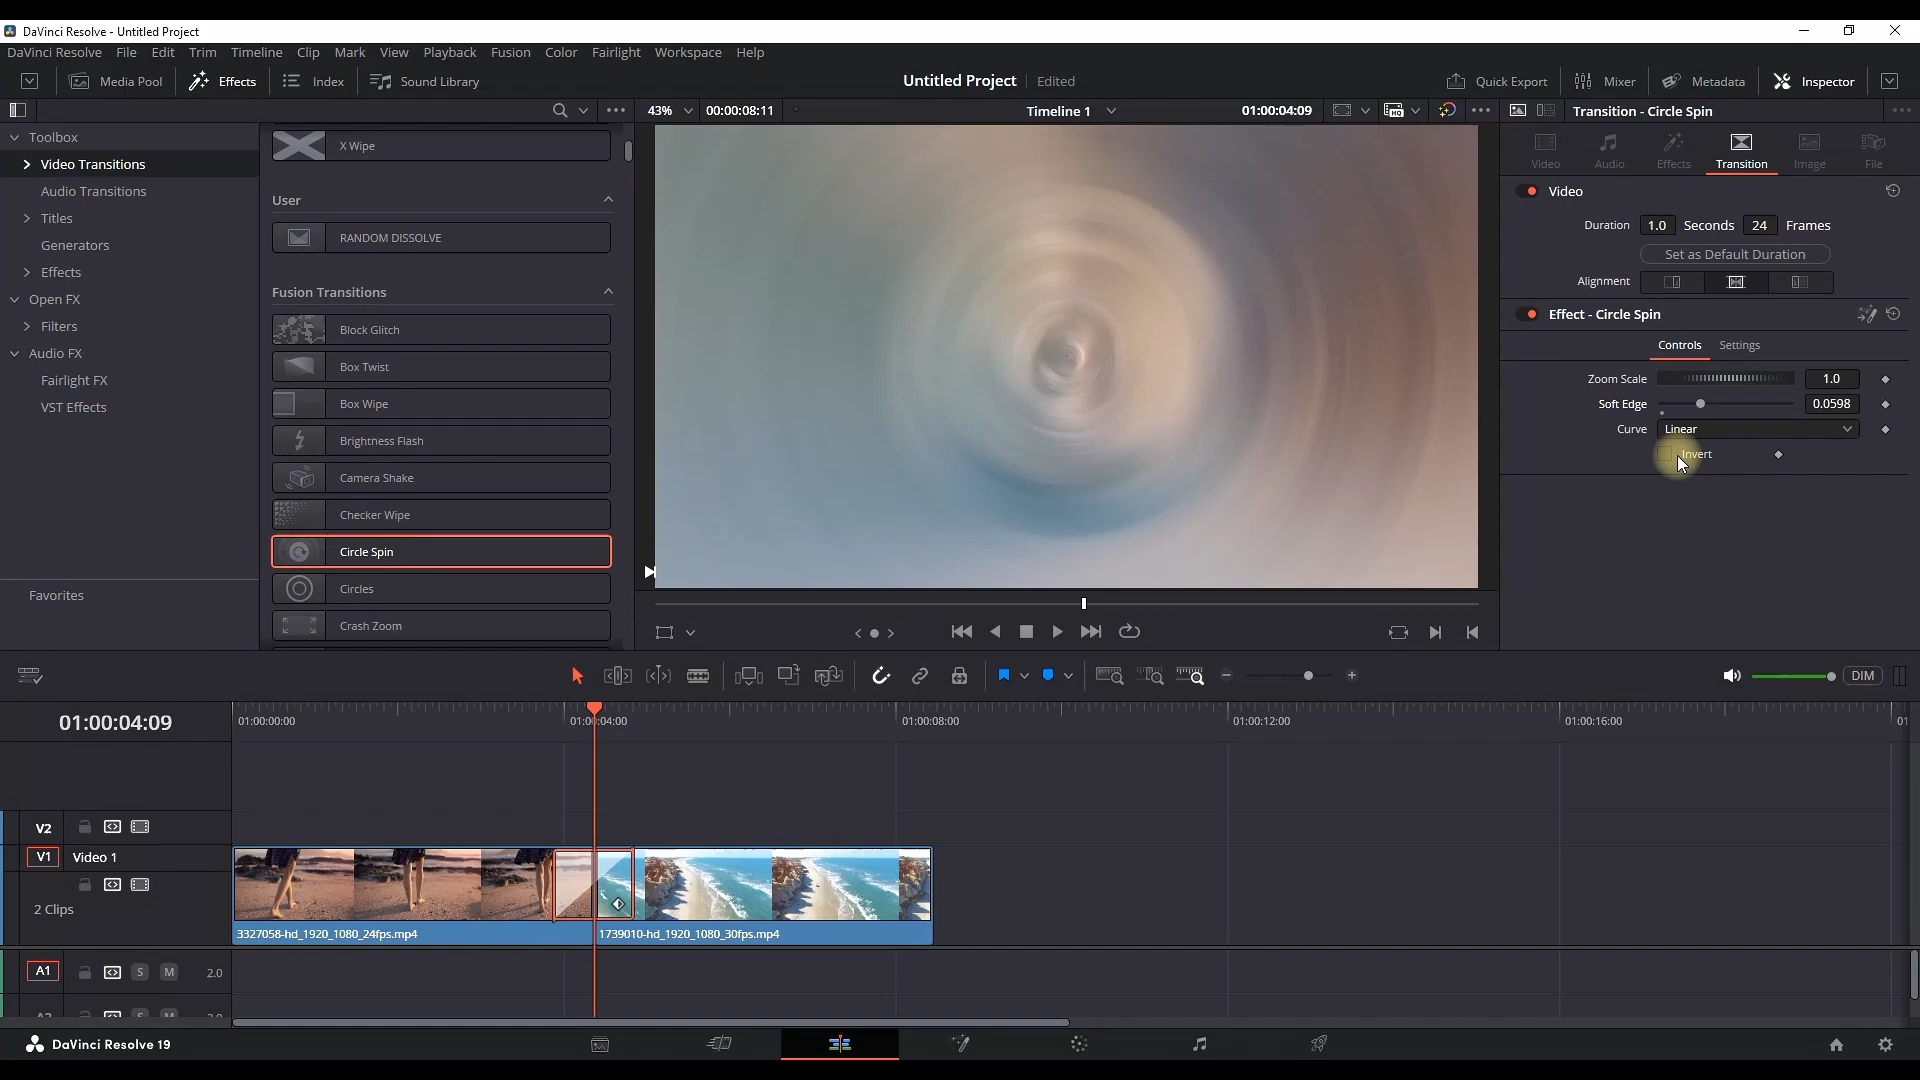 DaVinci Resolve - Untitled Project
DaVinci Resolve File Edit Trim Timeline Clip Mark View Playback Fusion Color Fairlight Workspace Help
Media Pool Effects Index Sound Library Untitled Project Edited Quick Export Mixer Metadata Inspector
43% 00:00:08:11 Timeline 1 01:00:04:09 Transition - Circle Spin
Toolbox
Video Transitions
Audio Transitions
Titles
Generators
Effects
Open FX
Filters
Audio FX
Fairlight FX
VST Effects
Favorites
X Wipe
User
RANDOM DISSOLVE
Fusion Transitions
Block Glitch
Box Twist
Box Wipe
Brightness Flash
Camera Shake
Checker Wipe
Circle Spin
Circles
Crash Zoom
Video Audio Effects Transition Image File
Video
Duration 1.0 Seconds 24 Frames
Set as Default Duration
Alignment
Effect - Circle Spin
Controls Settings
Zoom Scale 1.0
Soft Edge 0.0598
Curve Linear
Invert
DIM
01:00:04:09
01:00:00:00 01:00:04:00 01:00:08:00 01:00:12:00 01:00:16:00 01
V2
V1 Video 1
2 Clips
3327058-hd_1920_1080_24fps.mp4 1739010-hd_1920_1080_30fps.mp4
A1 S M 2.0
DaVinci Resolve 19